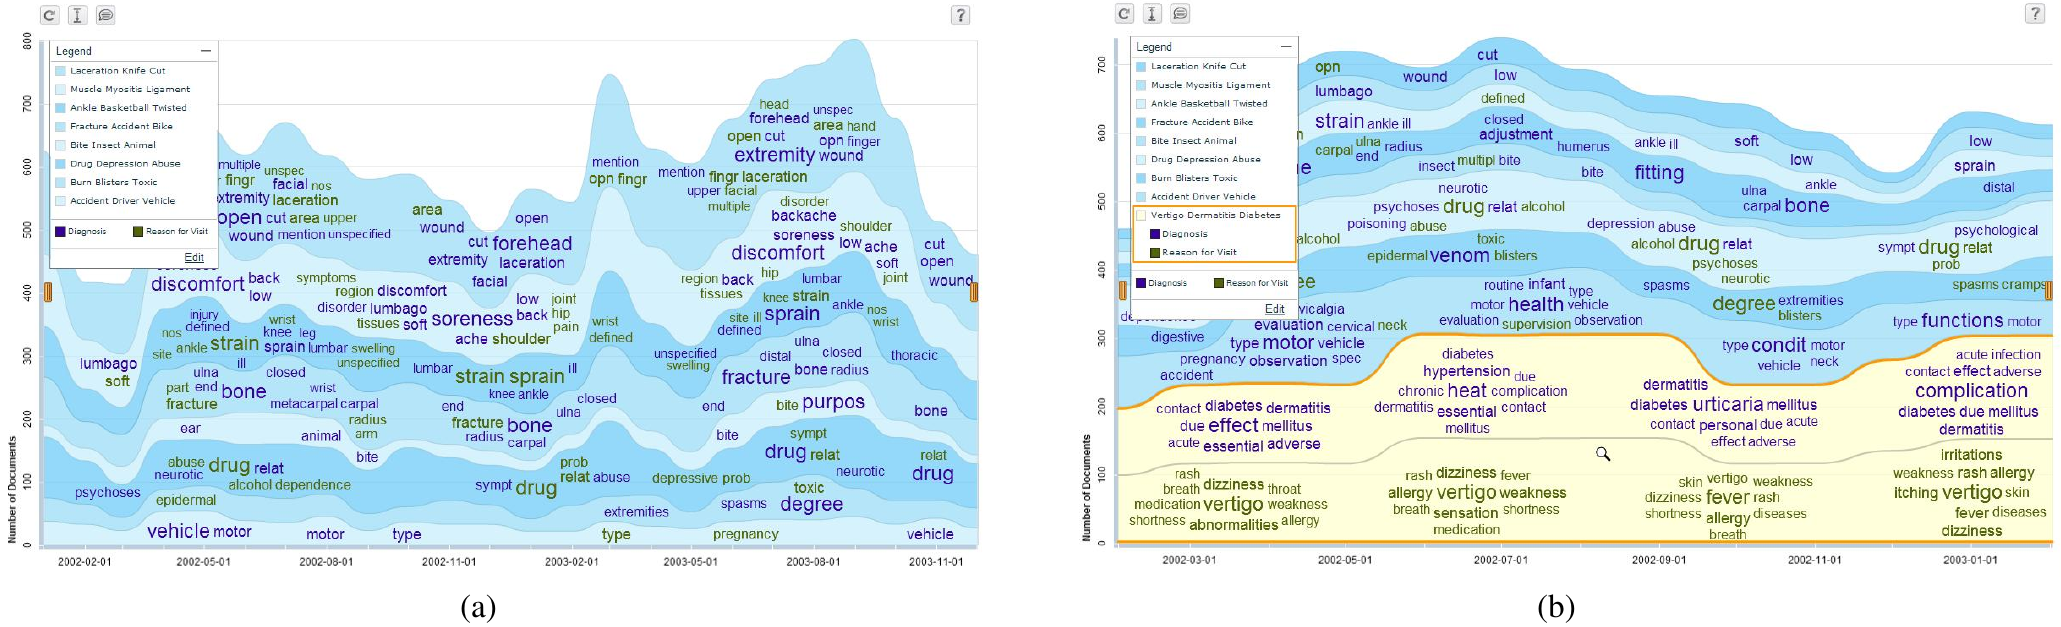 ?
Legend
Laceration Knife Cut
Muscle Myositis Ligament
Ankle Basketball Twisted
Fracture Accident Bike
Bite Insect Animal
Drug Depression Abuse
Burn Blisters Toxic
Accident Driver Vehicle
Diagnosis Reason for Visit
Edit
Number of Documents
800
700
600
500
400
300
200
100
0
head
forehead unspec
area hand
open cut opn finger
extremity wound
mention
opn fingr
mention fingr laceration
upper facial
multiple
multiple
fingr unspec
facial nos
extremity laceration
open cut area upper
wound mention unspecified
area
wound
open
cut forehead
extremity laceration
facial
disorder
backache
soreness shoulder
discomfort low ache
soft
joint
cut
open
wound
discomfort back
low
symptoms
region discomfort
disorder lumbago
tissues soft soreness
low joint
back hip
pain
ache shoulder
region back hip
tissues
lumbar
knee strain
site ill sprain ankle nos
defined wrist
injury
defined
nos
site ankle strain
wrist
knee leg
sprain lumbar swelling
unspecified
ill
lumbar strain sprain ill
knee ankle
wrist
defined
unspecified
swelling
ulna
distal closed
fracture bone radius
thoracic
lumbago
soft
ulna closed
part end bone wrist
fracture metacarpal carpal
radius
arm
end
fracture bone
radius carpal
ulna closed
end
bite purpos
bone
ear
animal
bite
bite
abuse drug relat
neurotic
alcohol dependence
psychoses
epidermal
prob
relat abuse
sympt drug
depressive prob
sympt
drug relat
neurotic
relat
drug
extremities
spasms toxic
degree
vehicle motor motor type type pregnancy vehicle
2002-02-01 2002-05-01 2002-08-01 2002-11-01 2003-02-01 2003-05-01 2003-08-01 2003-11-01
(a)
?
Legend
Laceration Knife Cut
Muscle Myositis Ligament
Ankle Basketball Twisted
Fracture Accident Bike
Bite Insect Animal
Drug Depression Abuse
Burn Blisters Toxic
Accident Driver Vehicle
Vertigo Dermatitis Diabetes
Diagnosis
Reason for Visit
Diagnosis Reason for Visit
Edit
Number of Documents
700
600
500
400
300
200
100
0
opn
lumbago
wound
cut
low
defined
strain ankle ill
carpal ulna radius
end
closed
adjustment
insect multipl bite
humerus
bite
ankle ill
fitting
soft
low
low
sprain
distal
ulna ankle
carpal bone
neurotic
psychoses drug relat alcohol
poisoning abuse
alcohol
toxic
epidermal venom blisters
depression abuse
alcohol drug relat
psychoses
neurotic
psychological
sympt drug relat
prob
routine infant type
motor health vehicle
evaluation supervision observation
spasms
degree extremities
blisters
spasms cramps
type functions motor
digestive
evaluation cervical neck
type motor vehicle
pregnancy observation spec
accident
type condit motor
vehicle neck
contact diabetes dermatitis
due effect mellitus
acute essential adverse
diabetes
hypertension due
chronic heat complication
dermatitis essential contact
mellitus
dermatitis
diabetes urticaria mellitus
contact personal due acute
effect adverse
acute infection
contact effect adverse
complication
diabetes due mellitus
dermatitis
rash
breath dizziness throat
medication vertigo weakness
shortness abnormalities allergy
rash dizziness fever
allergy vertigo weakness
breath sensation shortness
medication
skin vertigo weakness
dizziness fever rash
shortness allergy diseases
breath
irritations
weakness rash allergy
Itching vertigo skin
fever diseases
dizziness
2002-03-01 2002-05-01 2002-07-01 2002-09-01 2002-11-01 2003-01-01
(b)